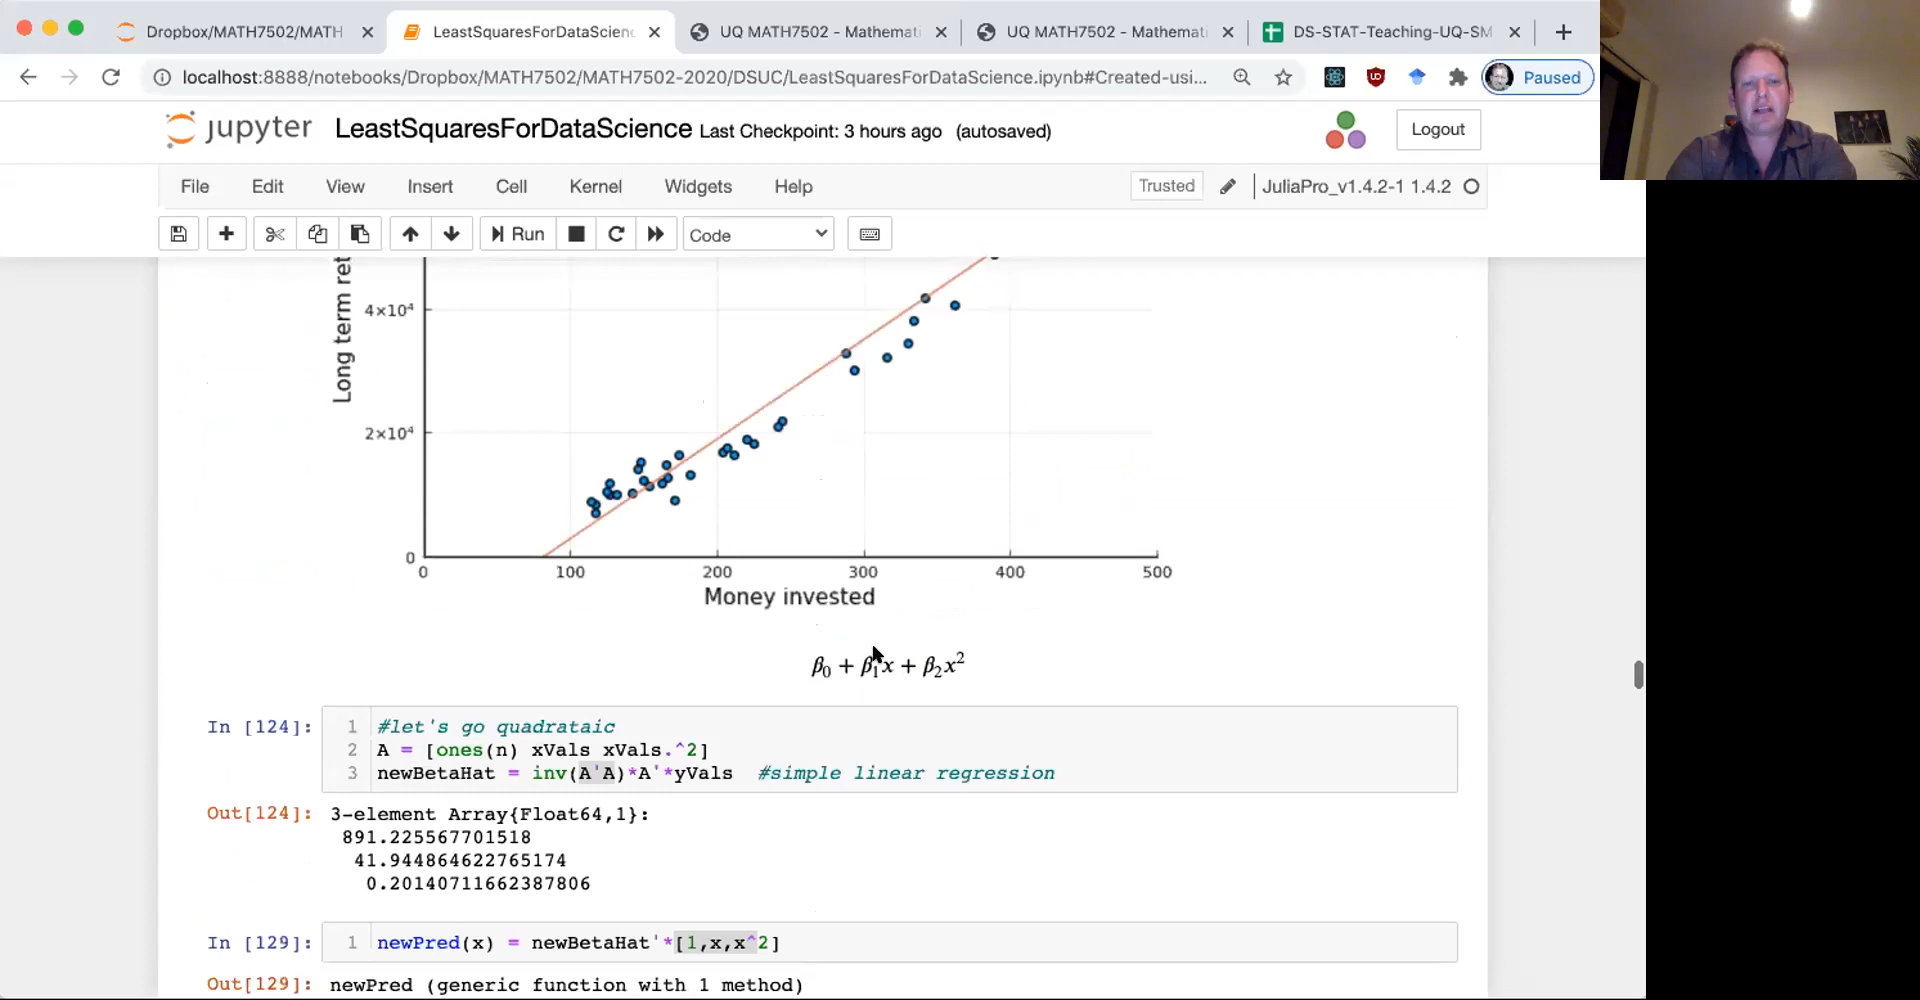 Dropbox/MATH7502/MATH
LeastSquaresForDataScien
UQ MATH7502 - Mathemati
UQ MATH7502 - Mathemat
DS-STAT-Teaching-UQ-SM
localhost:8888/notebooks/Dropbox/MATH7502/MATH7502-2020/DSUC/LeastSquaresForDataScience.ipynb#Created-usi...
Paused
jupyter LeastSquaresForDataScience Last Checkpoint: 3 hours ago (autosaved)
Logout
File Edit View Insert Cell Kernel Widgets Help
Trusted JuliaPro_v1.4.2-1 1.4.2
Run Code
Long term ret
4×10⁴
2×10⁴
0
0 100 200 300 400 500
Money invested
β₀ + β₁x + β₂x²
In [124]: 1 #let's go quadrataic
2 A = [ones(n) xVals xVals.^2]
3 newBetaHat = inv(A'A)*A'*yVals #simple linear regression
Out[124]: 3-element Array{Float64,1}:
891.225567701518
41.944864622765174
0.20140711662387806
In [129]: 1 newPred(x) = newBetaHat'*[1,x,x^2]
Out[129]: newPred (generic function with 1 method)